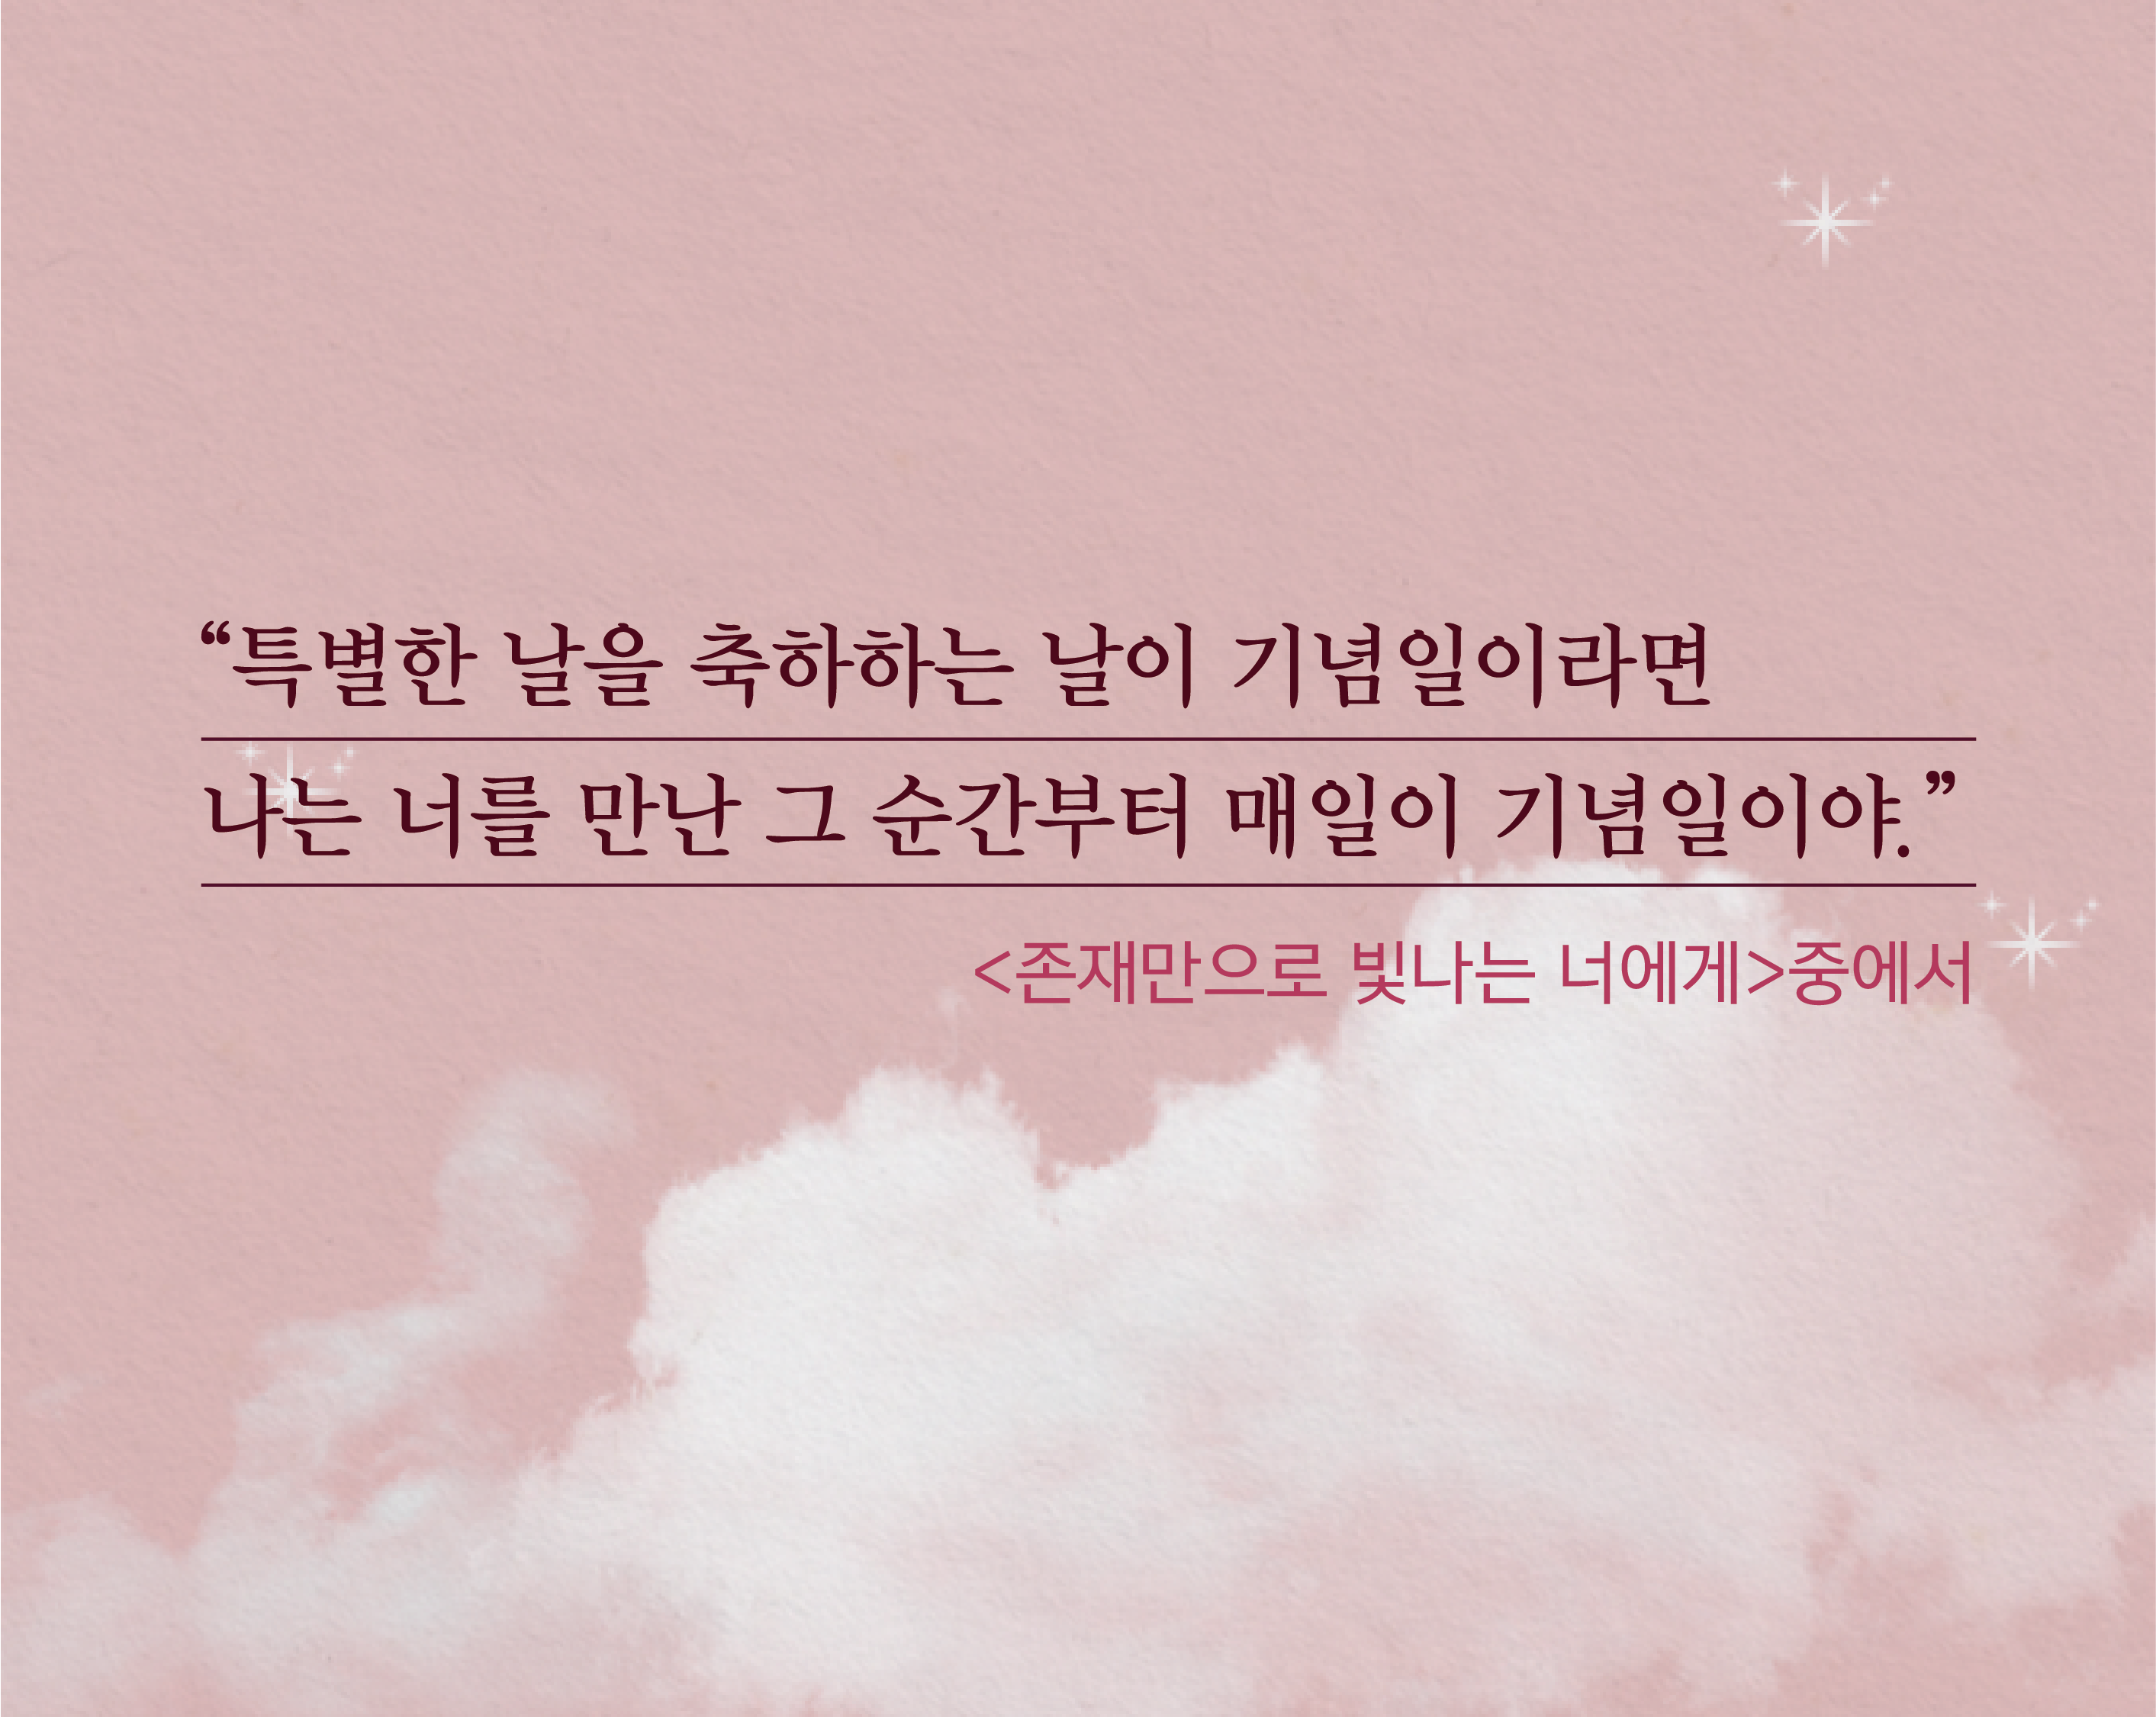 “특별한 날을 축하하는 날이 기념일이라면
나는 너를 만난 그 순간부터 매일이 기념일이야.”
<존재만으로 빛나는 너에게>중에서